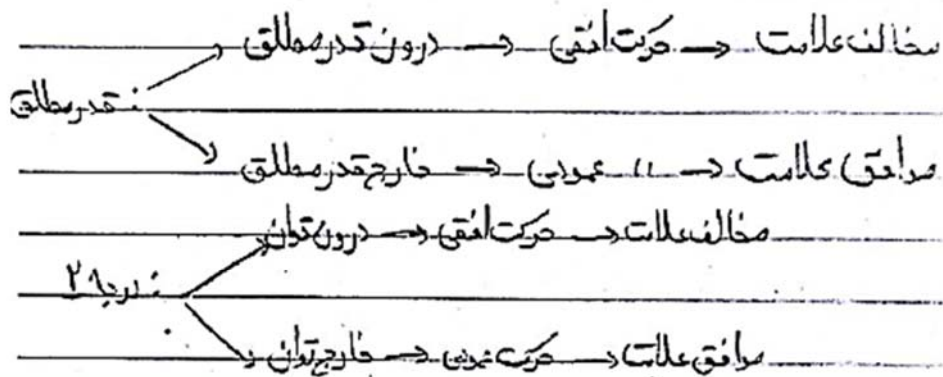 درون قدر مطلق → حرکت افقی → مخالف علامت
قدر مطلق :
خارج قدر مطلق → 〃 عمودی → موافق علامت
درون توان → حرکت افقی → مخالف علامت
درجه ۲ :
خارج توان → حرکت عمودی → موافق علامت